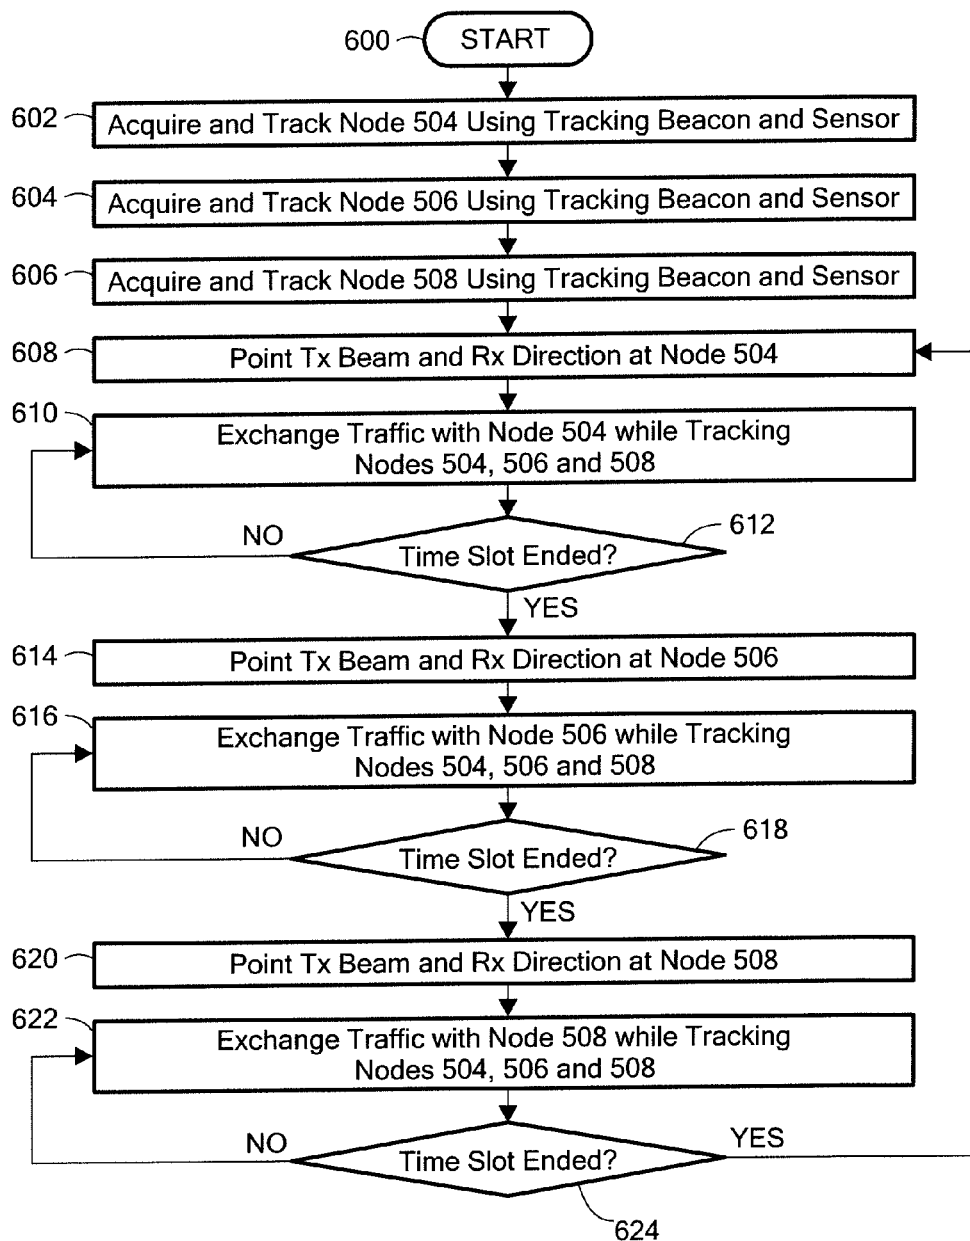 600
START
602
Acquire and Track Node 504 Using Tracking Beacon and Sensor
604
Acquire and Track Node 506 Using Tracking Beacon and Sensor
606
Acquire and Track Node 508 Using Tracking Beacon and Sensor
608
Point Tx Beam and Rx Direction at Node 504
610
Exchange Traffic with Node 504 while Tracking
Nodes 504, 506 and 508
612
NO
Time Slot Ended?
YES
614
Point Tx Beam and Rx Direction at Node 506
616
Exchange Traffic with Node 506 while Tracking
Nodes 504, 506 and 508
618
NO
Time Slot Ended?
YES
620
Point Tx Beam and Rx Direction at Node 508
622
Exchange Traffic with Node 508 while Tracking
Nodes 504, 506 and 508
NO
YES
Time Slot Ended?
624